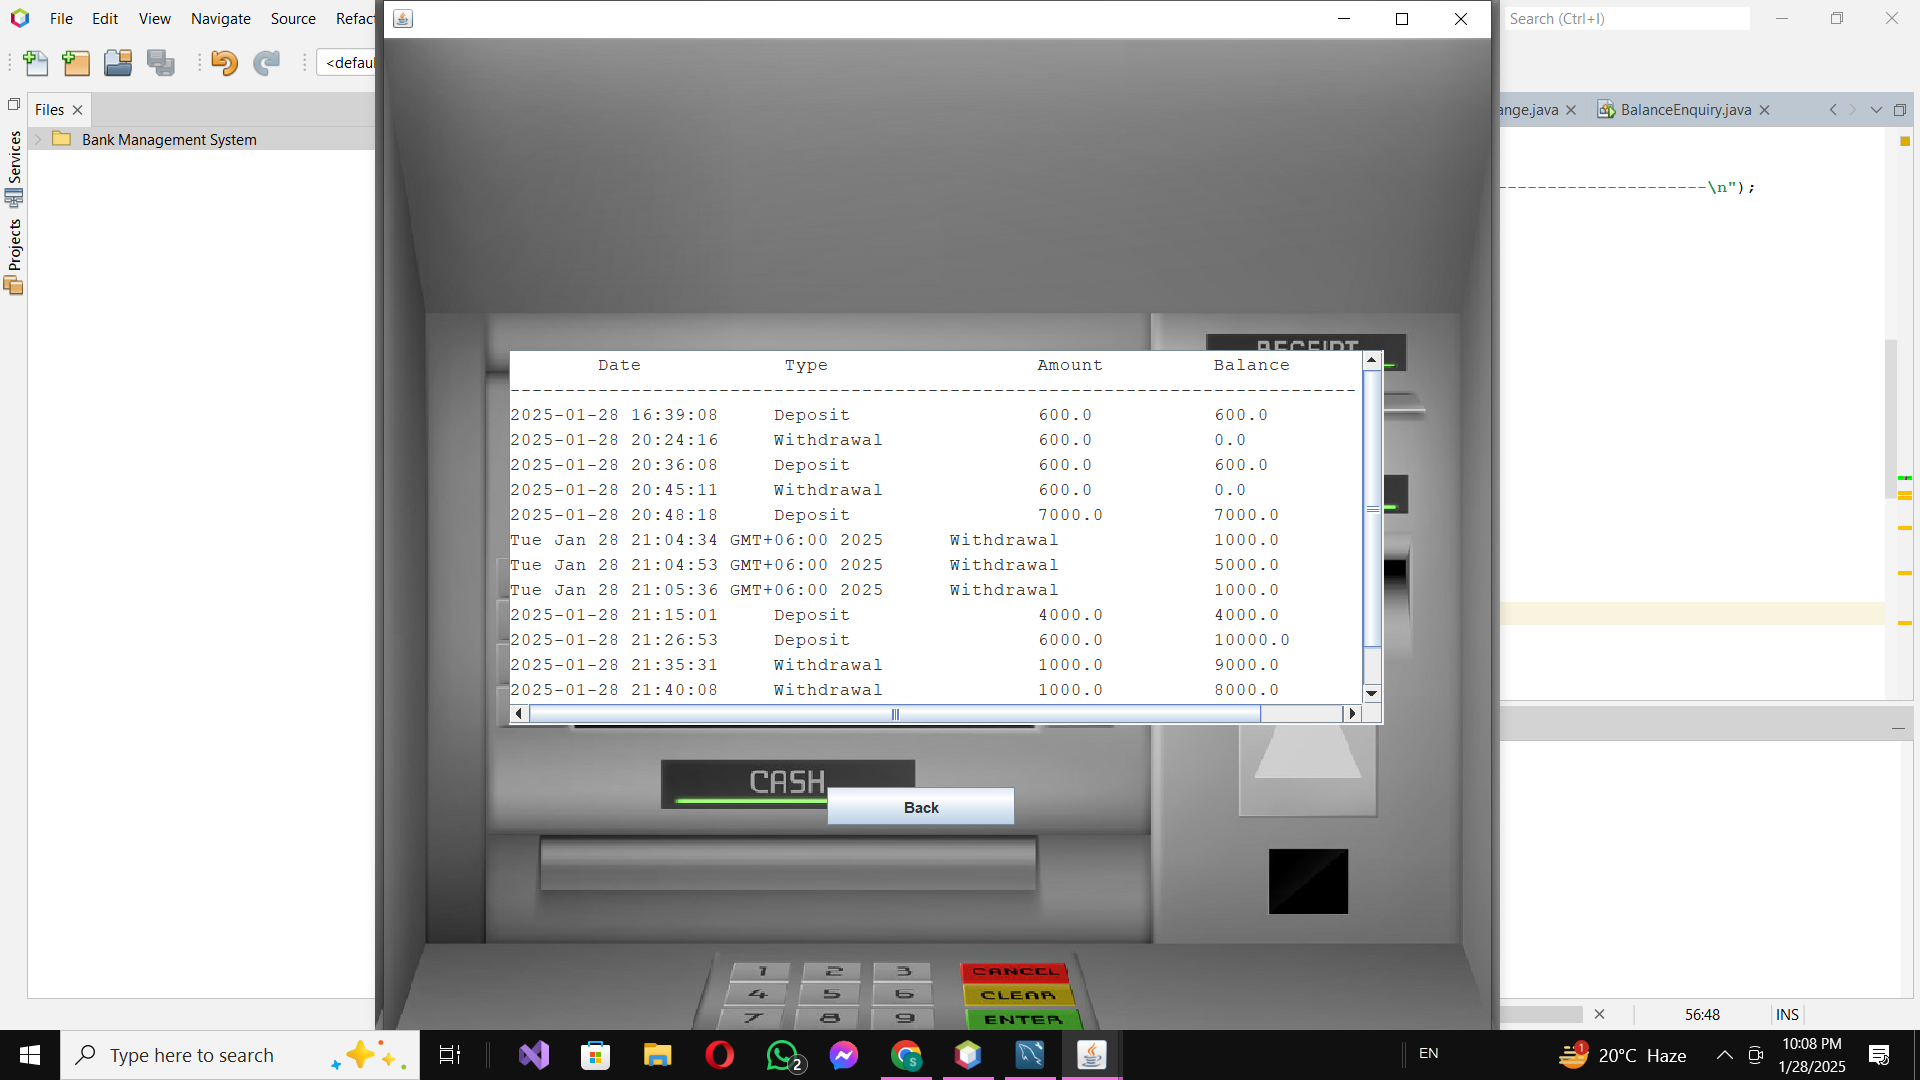 File Edit View Navigate Source Refact
Search (Ctrl+I)
<defaul
Files
ange.java BalanceEnquiry.java
Bank Management System
Services
Projects
--------------------\n");
RECEIPT
Date Type Amount Balance
------------------------------------------------------------------------------
2025-01-28 16:39:08 Deposit 600.0 600.0
2025-01-28 20:24:16 Withdrawal 600.0 0.0
2025-01-28 20:36:08 Deposit 600.0 600.0
2025-01-28 20:45:11 Withdrawal 600.0 0.0
2025-01-28 20:48:18 Deposit 7000.0 7000.0
Tue Jan 28 21:04:34 GMT+06:00 2025 Withdrawal 1000.0
Tue Jan 28 21:04:53 GMT+06:00 2025 Withdrawal 5000.0
Tue Jan 28 21:05:36 GMT+06:00 2025 Withdrawal 1000.0
2025-01-28 21:15:01 Deposit 4000.0 4000.0
2025-01-28 21:26:53 Deposit 6000.0 10000.0
2025-01-28 21:35:31 Withdrawal 1000.0 9000.0
2025-01-28 21:40:08 Withdrawal 1000.0 8000.0
CASH
Back
1 2 3 CANCEL
4 5 6 CLEAR
7 8 9 ENTER
56:48 INS
Type here to search
2
EN
1
20°C Haze
10:08 PM
1/28/2025